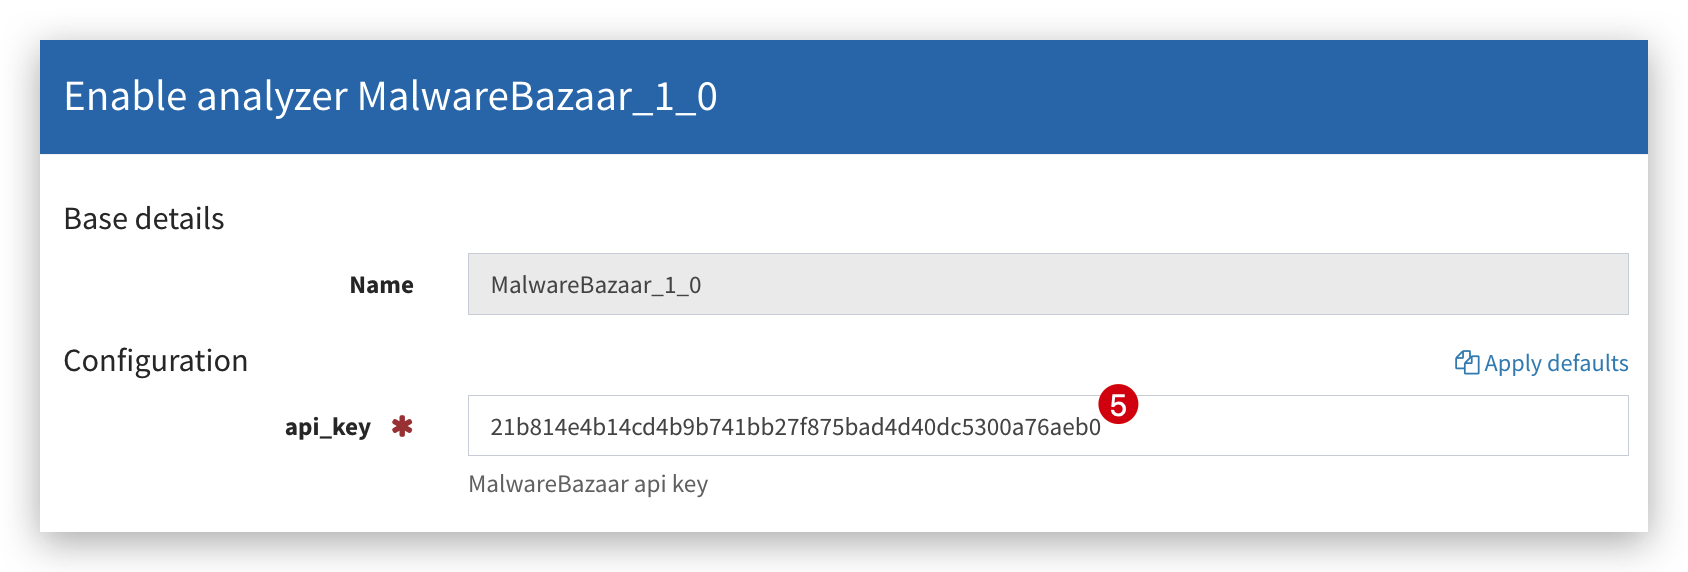 Enable analyzer MalwareBazaar_1_0
Base details
Name MalwareBazaar_1_0
Configuration Apply defaults
api_key * 21b814e4b14cd4b9b741bb27f875bad4d40dc5300a76aeb0 5
MalwareBazaar api key